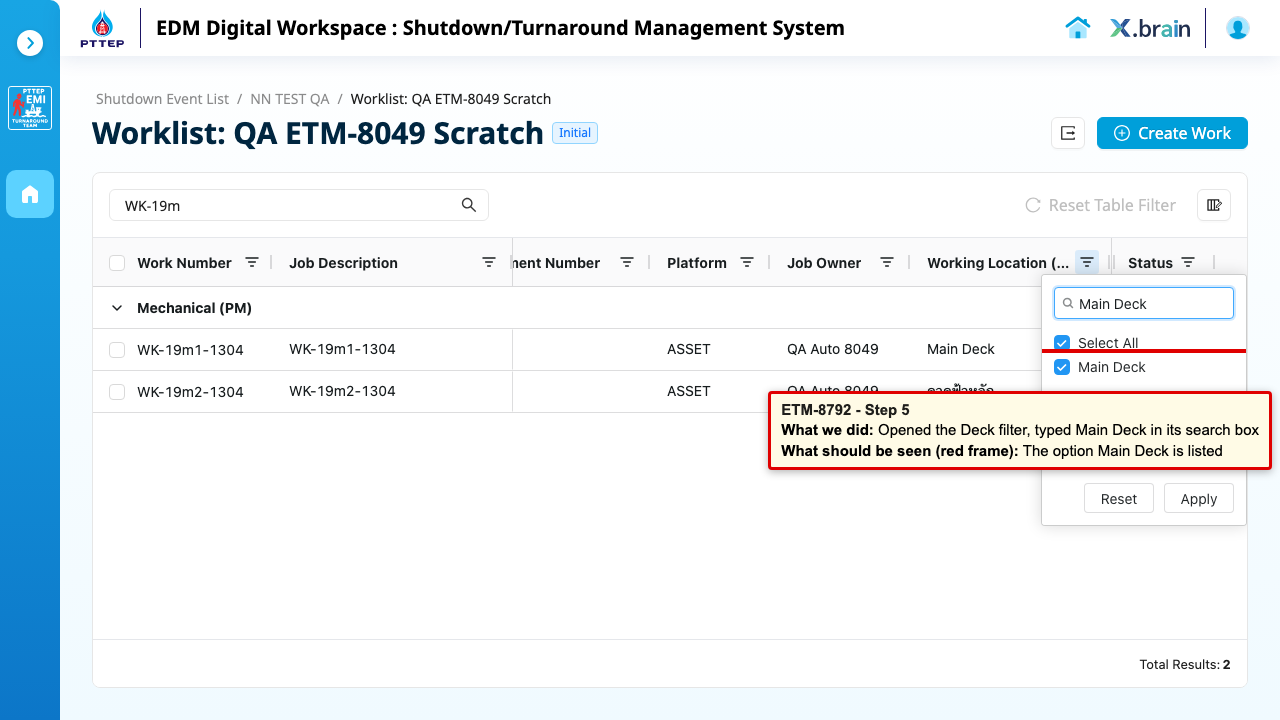 PTTEP
EDM Digital Workspace : Shutdown/Turnaround Management System
X.brain
PTTEP
EMI
TURNAROUND
TEAM
Shutdown Event List / NN TEST QA / Worklist: QA ETM-8049 Scratch
Worklist: QA ETM-8049 Scratch Initial
Create Work
WK-19m
Reset Table Filter
Work Number Job Description nent Number Platform Job Owner Working Location (... Status
Main Deck
Mechanical (PM)
Select All
WK-19m1-1304 WK-19m1-1304 ASSET QA Auto 8049 Main Deck
Main Deck
WK-19m2-1304 WK-19m2-1304 ASSET QA Auto 8049
ETM-8792 - Step 5
What we did: Opened the Deck filter, typed Main Deck in its search box
What should be seen (red frame): The option Main Deck is listed
Reset Apply
Total Results: 2